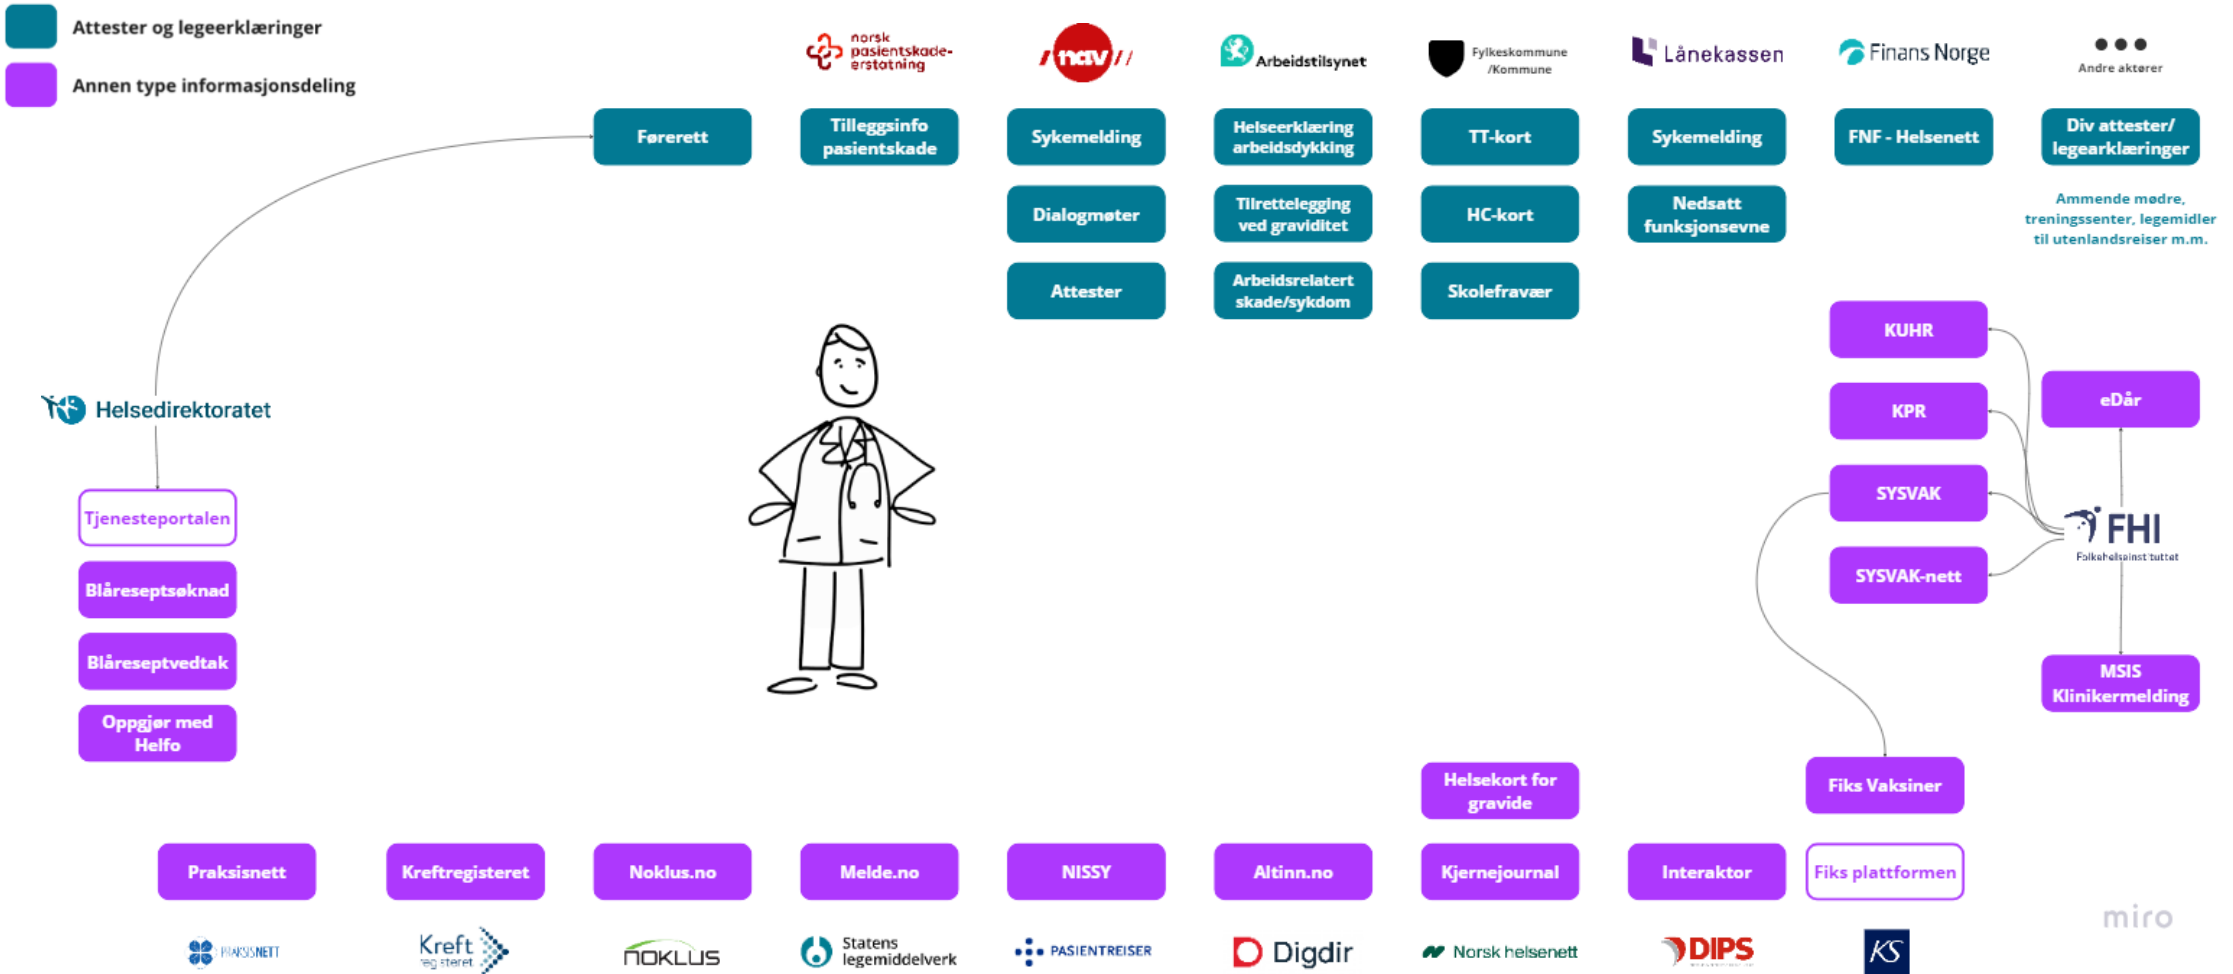 Attester og legeerklæringer
Annen type informasjonsdeling
norsk
pasientskade-
erstatning
nav
Arbeidstilsynet
Fylkeskommune
/Kommune
Lånekassen
Finans Norge
Andre aktører
Førerett
Tilleggsinfo
pasientskade
Sykemelding
Helseerklæring
arbeidsdykking
TT-kort
Sykemelding
FNF - Helsenett
Div attester/
legearklæringer
Dialogmøter
Tilrettelegging
ved graviditet
HC-kort
Nedsatt
funksjonsevne
Ammende mødre,
treningssenter, legemidler
til utenlandsreiser m.m.
Attester
Arbeidsrelatert
skade/sykdom
Skolefravær
KUHR
KPR
SYSVAK
SYSVAK-nett
eDår
FHI
Folkehelseinstituttet
MSIS
Klinikermelding
Helsedirektoratet
Tjenesteportalen
Blåreseptsøknad
Blåreseptvedtak
Oppgjør med
Helfo
Helsekort for
gravide
Fiks Vaksiner
Praksisnett
Kreftregisteret
Noklus.no
Melde.no
NISSY
Altinn.no
Kjernejournal
Interaktor
Fiks plattformen
PRAKSISNETT
Kreft
registeret
NOKLUS
Statens
legemiddelverk
PASIENTREISER
Digdir
Norsk helsenett
DIPS
KS
miro